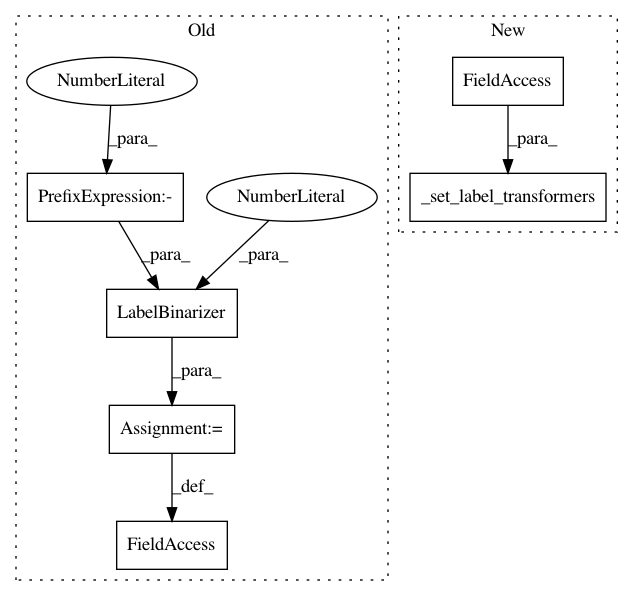 Old
New
NumberLiteral
FieldAccess
_para_
_para_
PrefixExpression:-
NumberLiteral
_set_label_transformers
_para_
_para_
LabelBinarizer
_para_
Assignment:=
_def_
FieldAccess